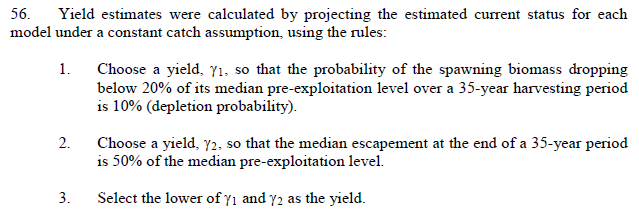 56. Yield estimates were calculated by projecting the estimated current status for each
model under a constant catch assumption, using the rules:
1. Choose a yield, γ1, so that the probability of the spawning biomass dropping
below 20% of its median pre-exploitation level over a 35-year harvesting period
is 10% (depletion probability).
2. Choose a yield, γ2, so that the median escapement at the end of a 35-year period
is 50% of the median pre-exploitation level.
3. Select the lower of γ1 and γ2 as the yield.